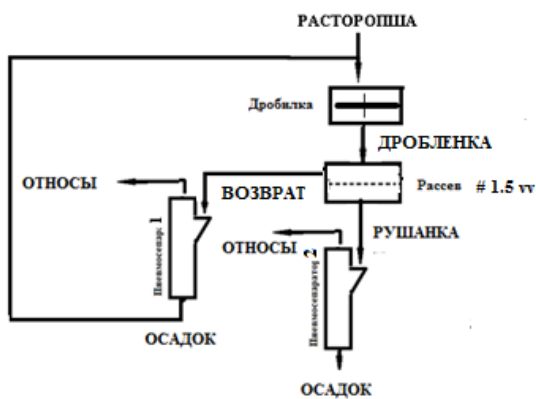 РАСТОРОПША
Дробилка
ДРОБЛЕНКА
ОТНОСЫ
ВОЗВРАТ
Рассев # 1.5 vv
Пневмосепар: 1
ОТНОСЫ
РУШАНКА
Пневмосепаратор 2
ОСАДОК
ОСАДОК